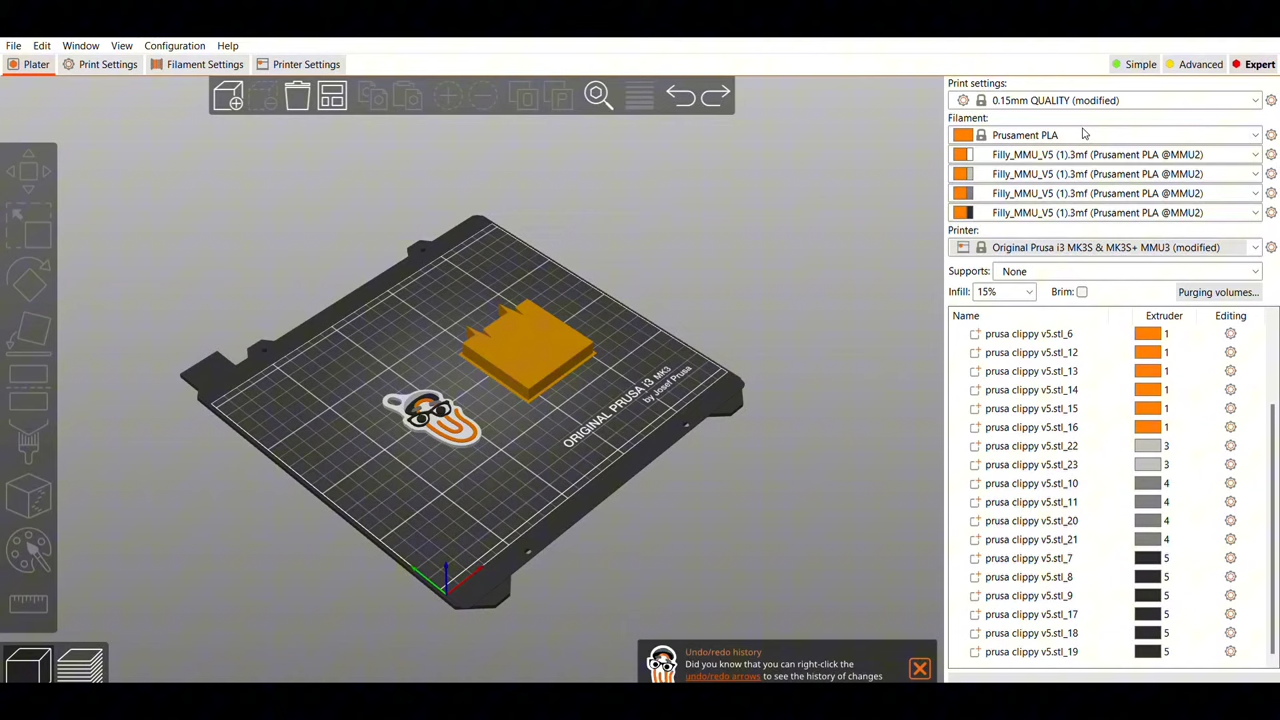 File Edit Window View Configuration Help
Plater Print Settings Filament Settings Printer Settings Simple Advanced Expert
Print settings:
0.15mm QUALITY (modified)
Filament:
Prusament PLA
Filly_MMU_V5 (1).3mf (Prusament PLA @MMU2)
Filly_MMU_V5 (1).3mf (Prusament PLA @MMU2)
Filly_MMU_V5 (1).3mf (Prusament PLA @MMU2)
Filly_MMU_V5 (1).3mf (Prusament PLA @MMU2)
Printer:
Original Prusa i3 MK3S & MK3S+ MMU3 (modified)
Supports: None
Infill: 15% Brim: Purging volumes...
Name Extruder Editing
prusa clippy v5.stl_6 1
prusa clippy v5.stl_12 1
prusa clippy v5.stl_13 1
prusa clippy v5.stl_14 1
prusa clippy v5.stl_15 1
prusa clippy v5.stl_16 1
prusa clippy v5.stl_22 3
prusa clippy v5.stl_23 3
prusa clippy v5.stl_10 4
prusa clippy v5.stl_11 4
prusa clippy v5.stl_20 4
prusa clippy v5.stl_21 4
prusa clippy v5.stl_7 5
prusa clippy v5.stl_8 5
prusa clippy v5.stl_9 5
prusa clippy v5.stl_17 5
prusa clippy v5.stl_18 5
prusa clippy v5.stl_19 5
ORIGINAL PRUSA i3 MK3
by Josef Prusa
Undo/redo history
Did you know that you can right-click the
undo/redo arrows to see the history of changes